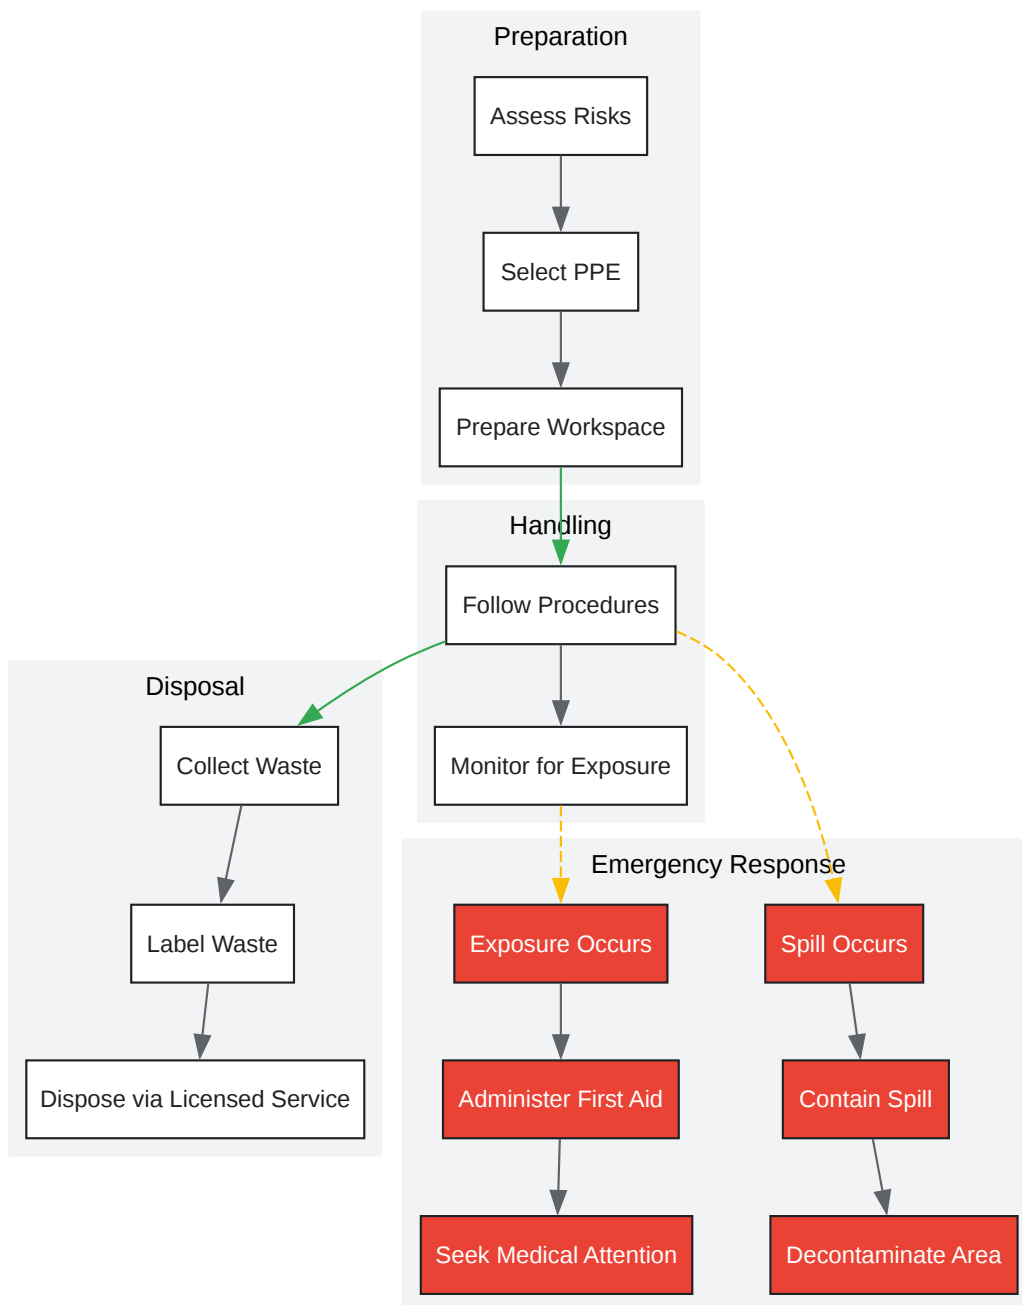 Preparation
Assess Risks
Select PPE
Prepare Workspace
Handling
Follow Procedures
Monitor for Exposure
Disposal
Collect Waste
Label Waste
Dispose via Licensed Service
Emergency Response
Exposure Occurs
Spill Occurs
Administer First Aid
Contain Spill
Seek Medical Attention
Decontaminate Area